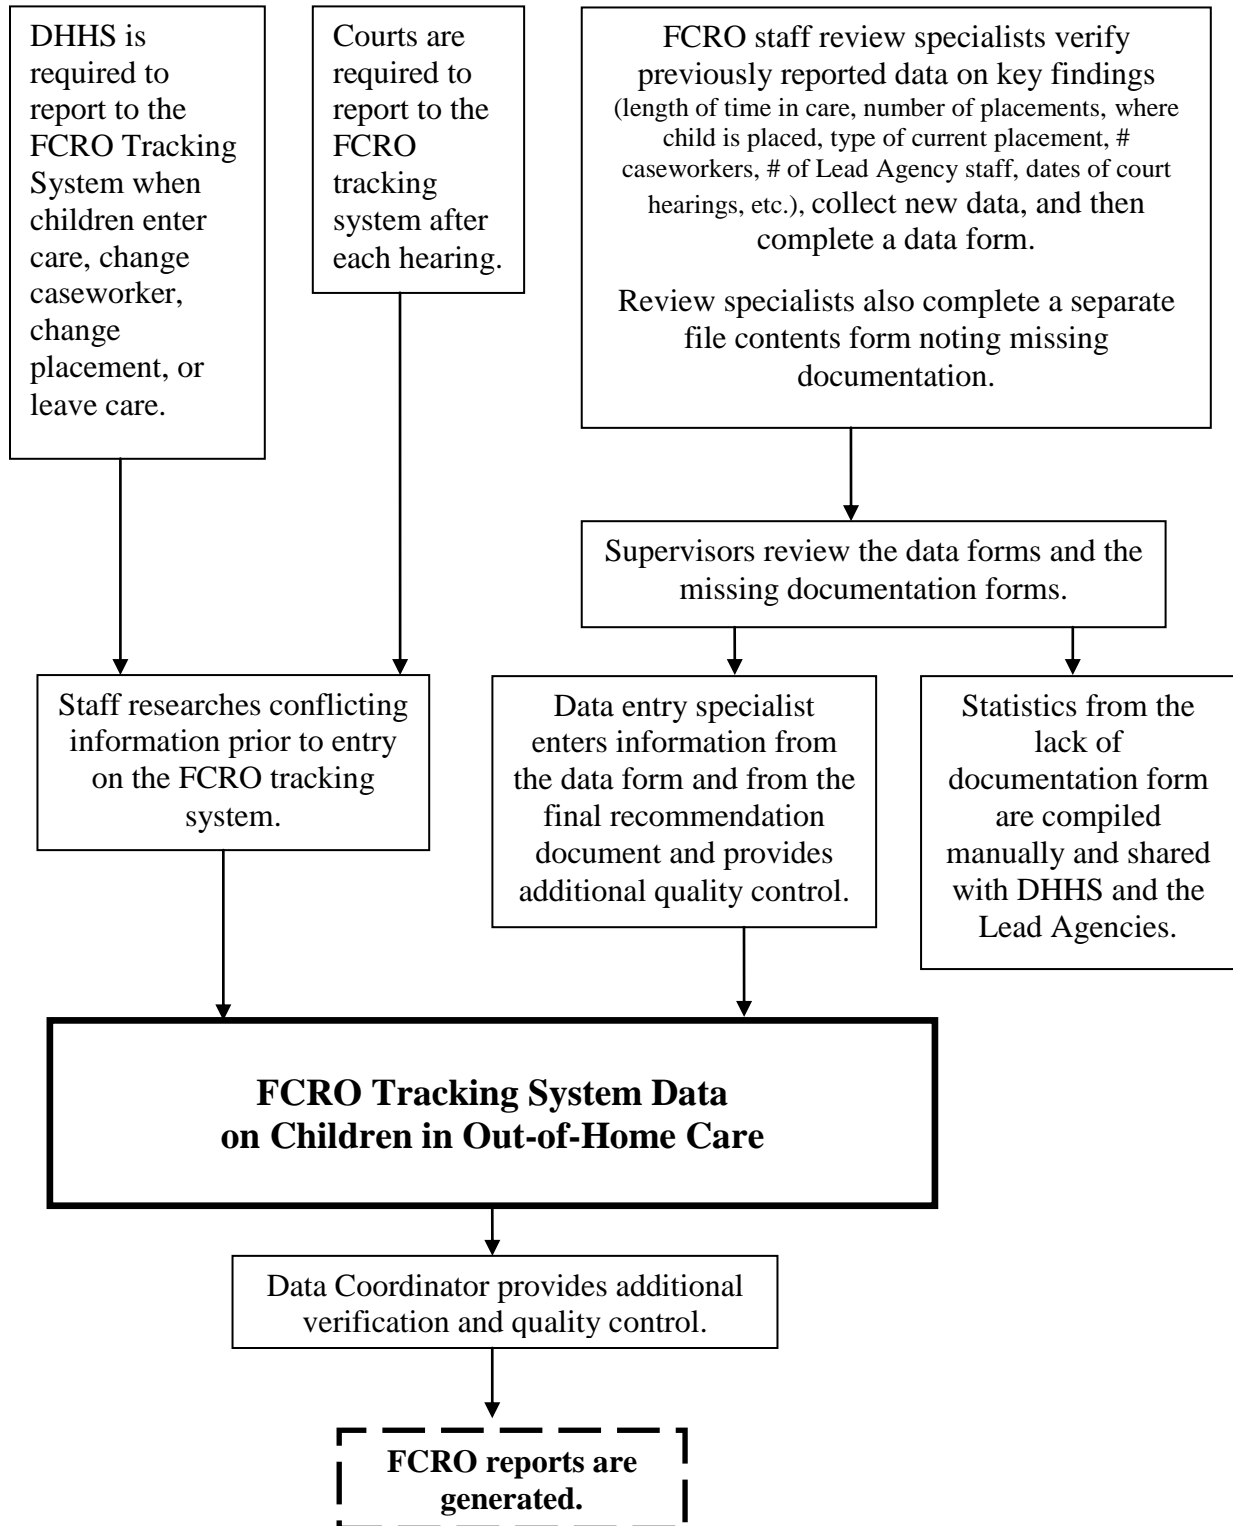 DHHS is
required to
report to the
FCRO Tracking
System when
children enter
care, change
caseworker,
change
placement, or
leave care.
Courts are
required to
report to the
FCRO
tracking
system after
each hearing.
FCRO staff review specialists verify
previously reported data on key findings
(length of time in care, number of placements, where
child is placed, type of current placement, #
caseworkers, # of Lead Agency staff, dates of court
hearings, etc.), collect new data, and then
complete a data form.
Review specialists also complete a separate
file contents form noting missing
documentation.
Supervisors review the data forms and the
missing documentation forms.
Staff researches conflicting
information prior to entry
on the FCRO tracking
system.
Data entry specialist
enters information from
the data form and from the
final recommendation
document and provides
additional quality control.
Statistics from the
lack of
documentation form
are compiled
manually and shared
with DHHS and the
Lead Agencies.
FCRO Tracking System Data
on Children in Out-of-Home Care
Data Coordinator provides additional
verification and quality control.
FCRO reports are
generated.